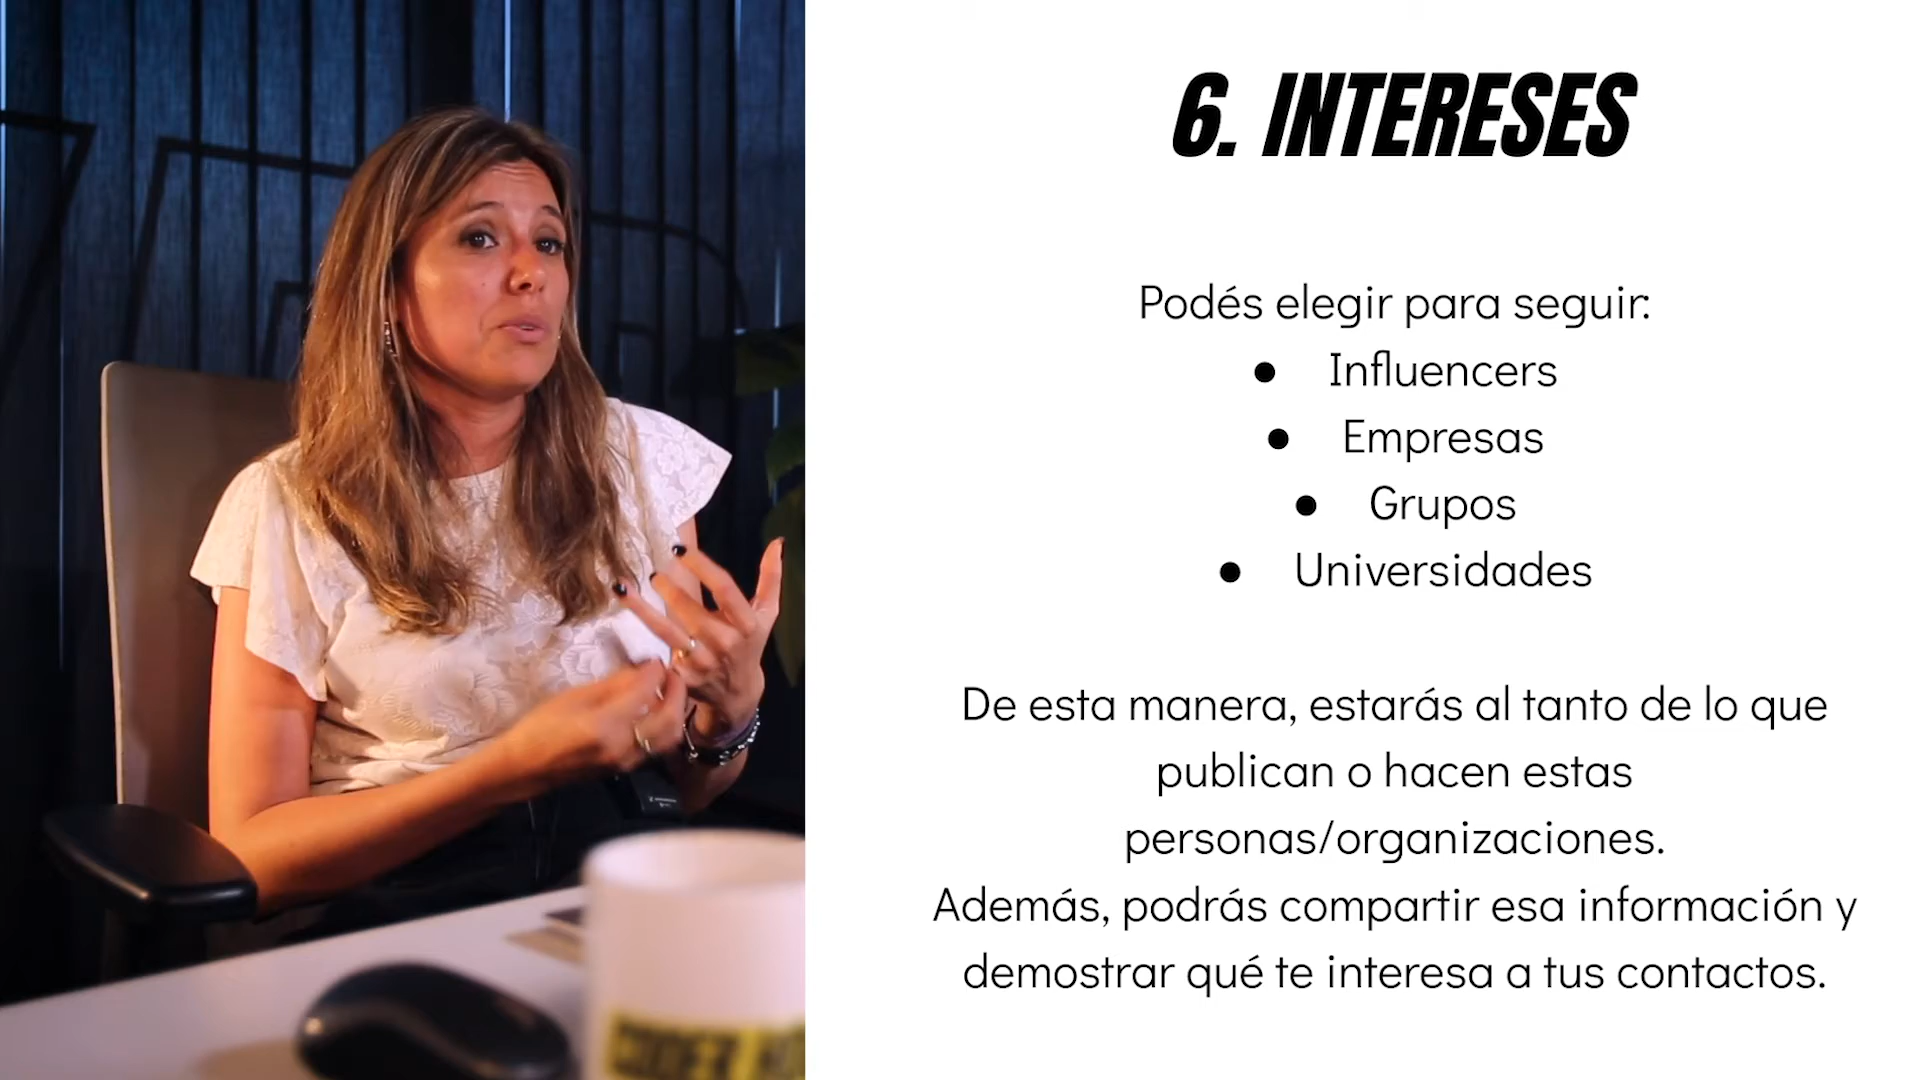 6. INTERESES
Podés elegir para seguir:
● Influencers
● Empresas
● Grupos
● Universidades
De esta manera, estarás al tanto de lo que
publican o hacen estas
personas/organizaciones.
Además, podrás compartir esa información y
demostrar qué te interesa a tus contactos.
CODER